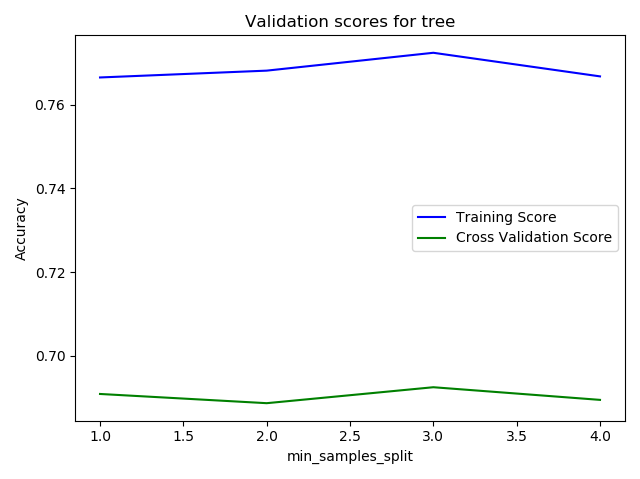 Validation scores for tree
0.76
0.74
0.72
0.70
Accuracy
Training Score
Cross Validation Score
1.0 1.5 2.0 2.5 3.0 3.5 4.0
min_samples_split